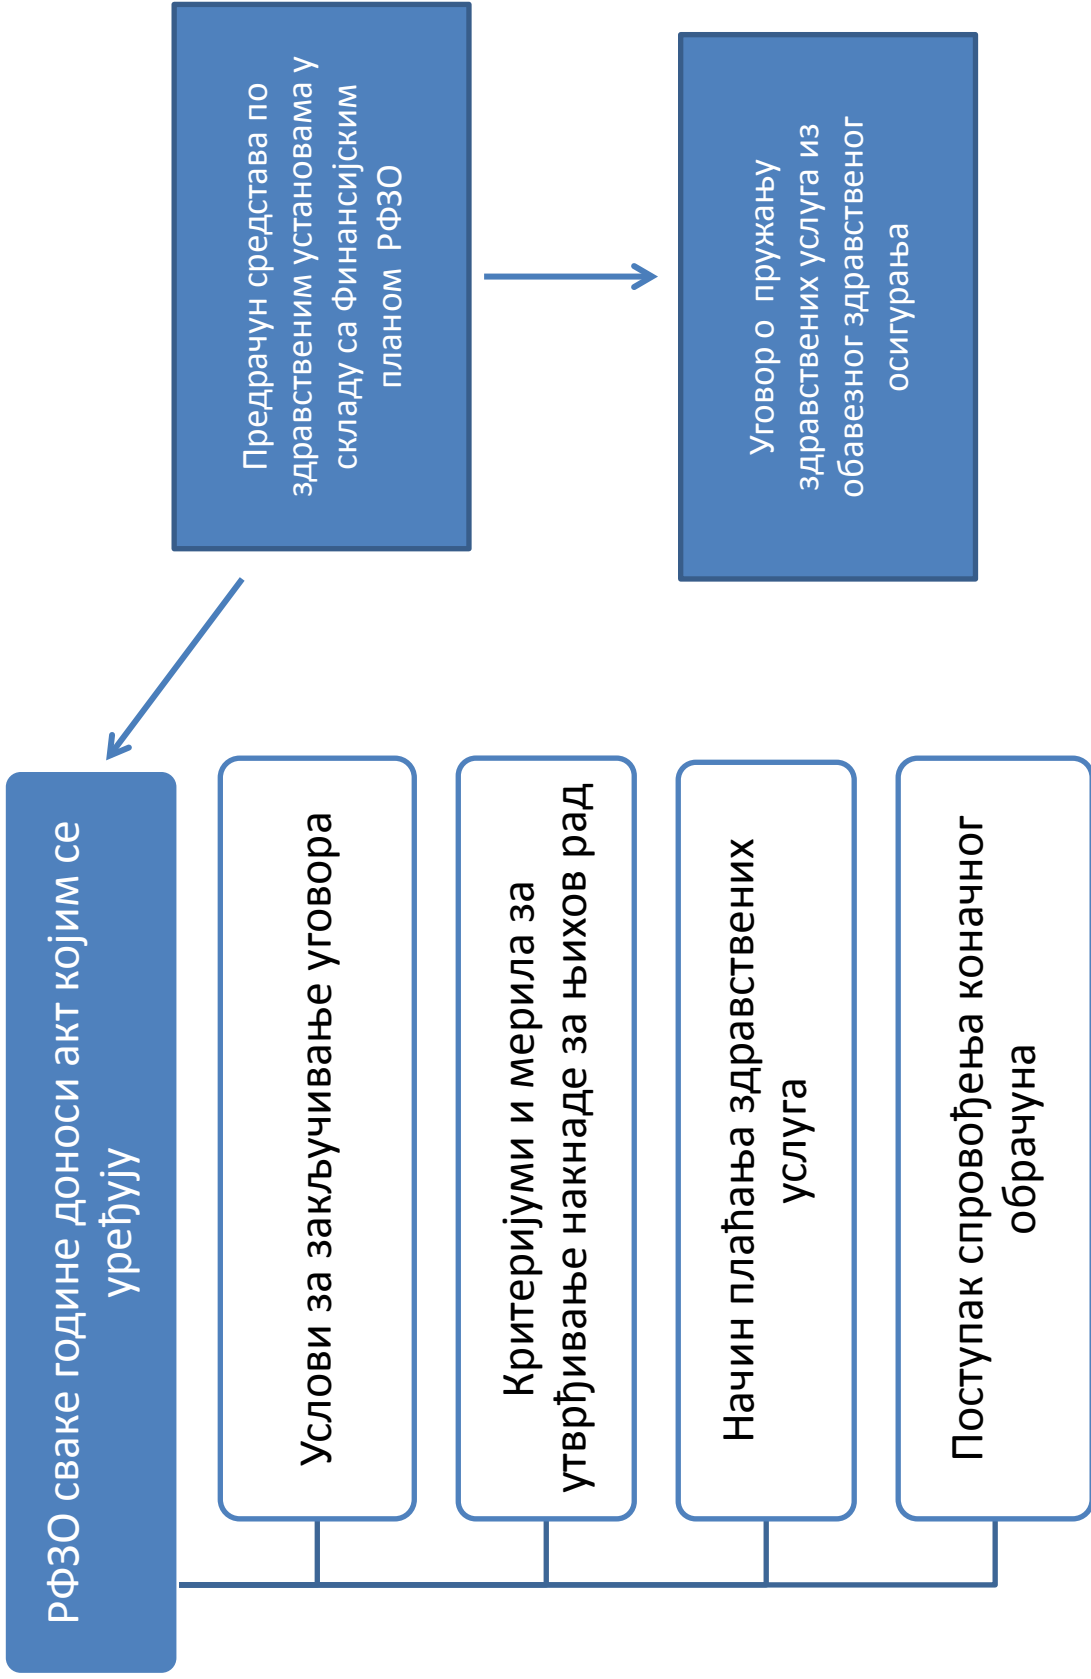 РФЗО сваке године доноси акт којим се
уређују
Услови за закључивање уговора
Критеријуми и мерила за
утврђивање накнаде за њихов рад
Начин плаћања здравствених
услуга
Поступак спровођења коначног
обрачуна
Предрачун средстава по
здравственим установама у
складу са Финансијским
планом РФЗО
Уговор о пружању
здравствених услуга из
обавезног здравственог
осигурања